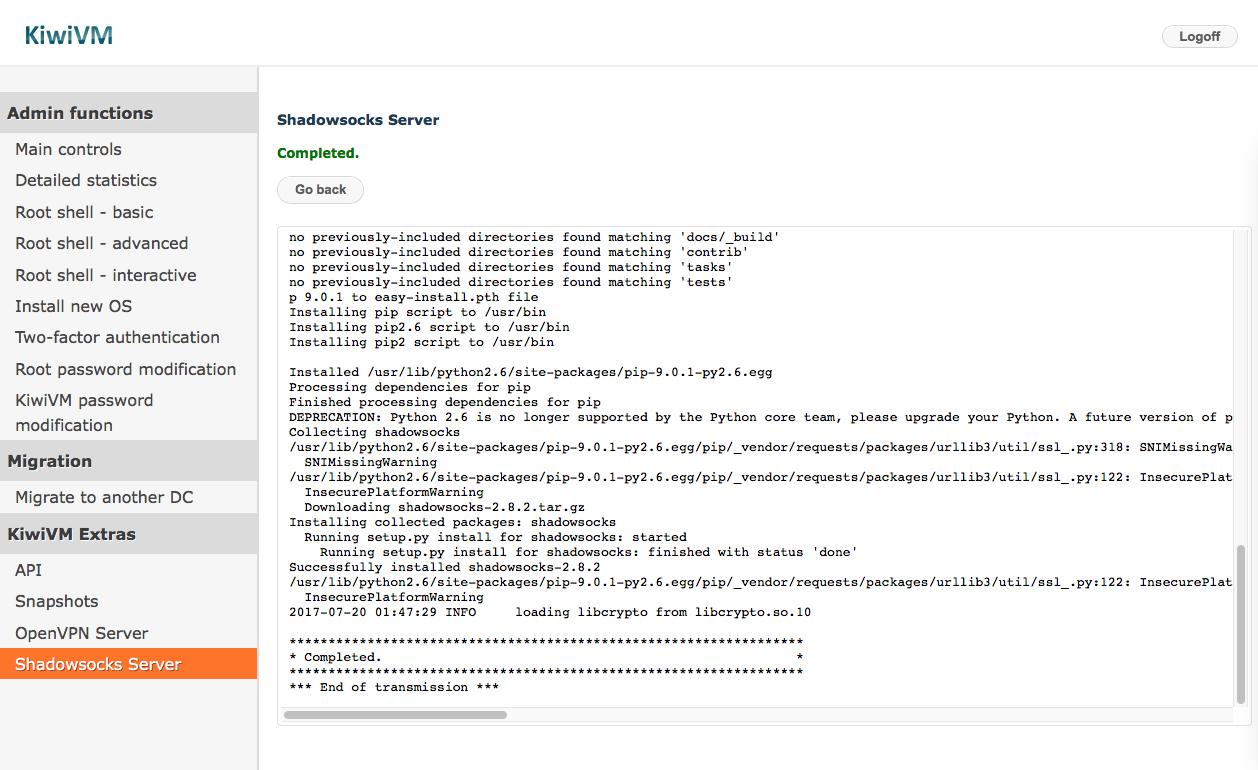 KiwiVM
Logoff
Admin functions
Main controls
Detailed statistics
Root shell - basic
Root shell - advanced
Root shell - interactive
Install new OS
Two-factor authentication
Root password modification
KiwiVM password
modification
Migration
Migrate to another DC
KiwiVM Extras
API
Snapshots
OpenVPN Server
Shadowsocks Server
Shadowsocks Server
Completed.
Go back
no previously-included directories found matching 'docs/_build'
no previously-included directories found matching 'contrib'
no previously-included directories found matching 'tasks'
no previously-included directories found matching 'tests'
p 9.0.1 to easy-install.pth file
Installing pip script to /usr/bin
Installing pip2.6 script to /usr/bin
Installing pip2 script to /usr/bin
Installed /usr/lib/python2.6/site-packages/pip-9.0.1-py2.6.egg
Processing dependencies for pip
Finished processing dependencies for pip
DEPRECATION: Python 2.6 is no longer supported by the Python core team, please upgrade your Python. A future version of p
Collecting shadowsocks
/usr/lib/python2.6/site-packages/pip-9.0.1-py2.6.egg/pip/_vendor/requests/packages/urllib3/util/ssl_.py:318: SNIMissingWa
SNIMissingWarning
/usr/lib/python2.6/site-packages/pip-9.0.1-py2.6.egg/pip/_vendor/requests/packages/urllib3/util/ssl_.py:122: InsecurePlat
InsecurePlatformWarning
Downloading shadowsocks-2.8.2.tar.gz
Installing collected packages: shadowsocks
Running setup.py install for shadowsocks: started
Running setup.py install for shadowsocks: finished with status 'done'
Successfully installed shadowsocks-2.8.2
/usr/lib/python2.6/site-packages/pip-9.0.1-py2.6.egg/pip/_vendor/requests/packages/urllib3/util/ssl_.py:122: InsecurePlat
InsecurePlatformWarning
2017-07-20 01:47:29 INFO     loading libcrypto from libcrypto.so.10
******************************************************************
* Completed.                                                     *
******************************************************************
*** End of transmission ***